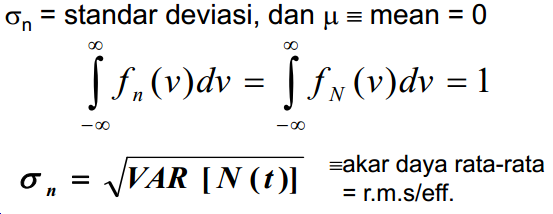 σn = standar deviasi, dan μ ≡ mean = 0
∫_{-∞}^{∞} f_n(v)dv = ∫_{-∞}^{∞} f_N(v)dv = 1
σ_n = √VAR [N(t)] ≡akar daya rata-rata
= r.m.s/eff.